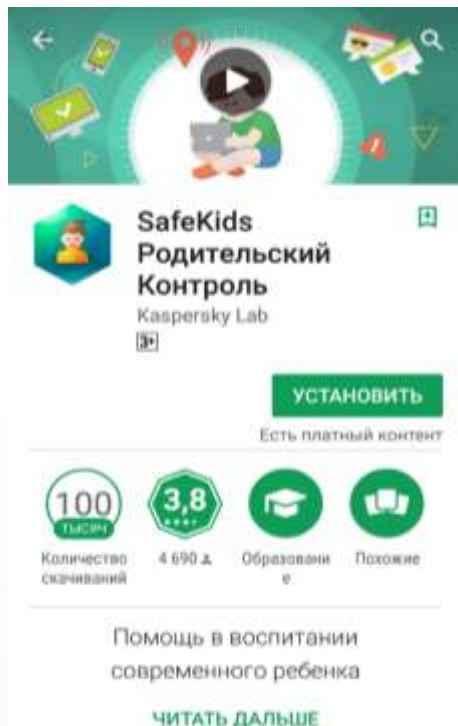 SafeKids
Родительский
Контроль
Kaspersky Lab
3+
УСТАНОВИТЬ
Есть платный контент
100
ТЫСЯЧ
3,8
Количество
скачиваний
4 690
Образовани
е
Похожие
Помощь в воспитании
современного ребенка
ЧИТАТЬ ДАЛЬШЕ